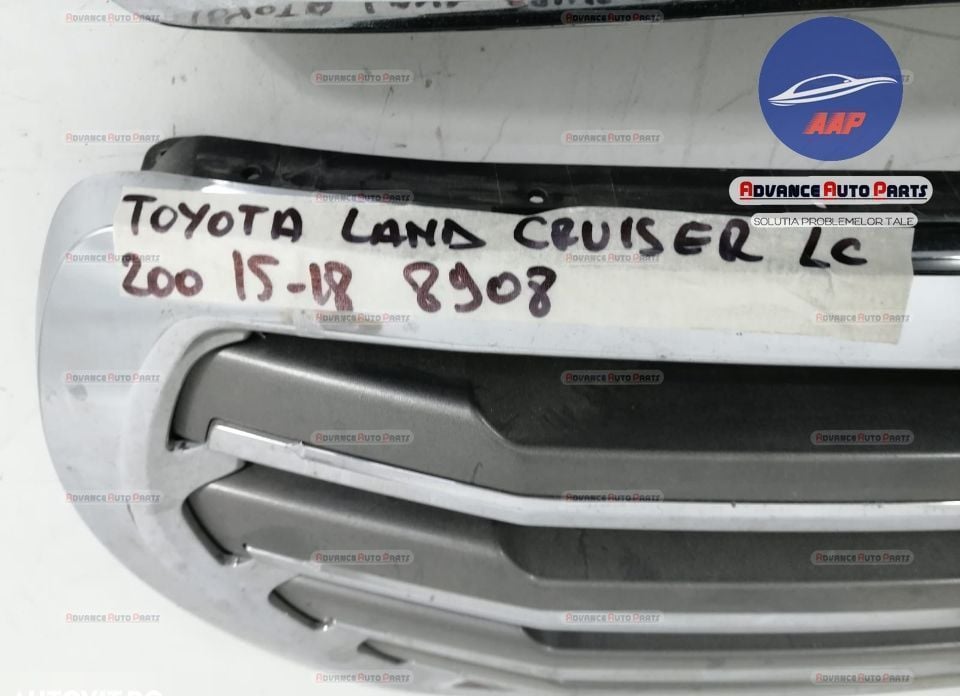 AAP
ADVANCE AUTO PARTS
SOLUTIA PROBLEMELOR TALE
TOYOTA LAND CRUISER LC
200 15-18 8908